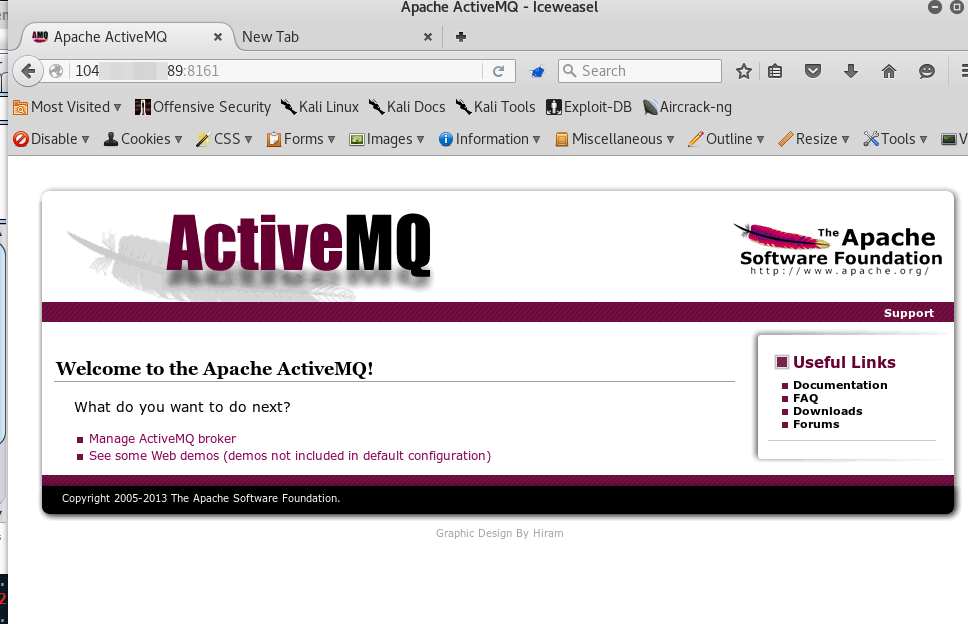 Apache ActiveMQ - Iceweasel
AMQ Apache ActiveMQ × New Tab ×
104 89:8161 Search
Most Visited Offensive Security Kali Linux Kali Docs Kali Tools Exploit-DB Aircrack-ng
Disable Cookies CSS Forms Images Information Miscellaneous Outline Resize Tools V
ActiveMQ
The Apache
Software Foundation
http://www.apache.org/
Support
Welcome to the Apache ActiveMQ!
What do you want to do next?
Manage ActiveMQ broker
See some Web demos (demos not included in default configuration)
Useful Links
Documentation
FAQ
Downloads
Forums
Copyright 2005-2013 The Apache Software Foundation.
Graphic Design By Hiram